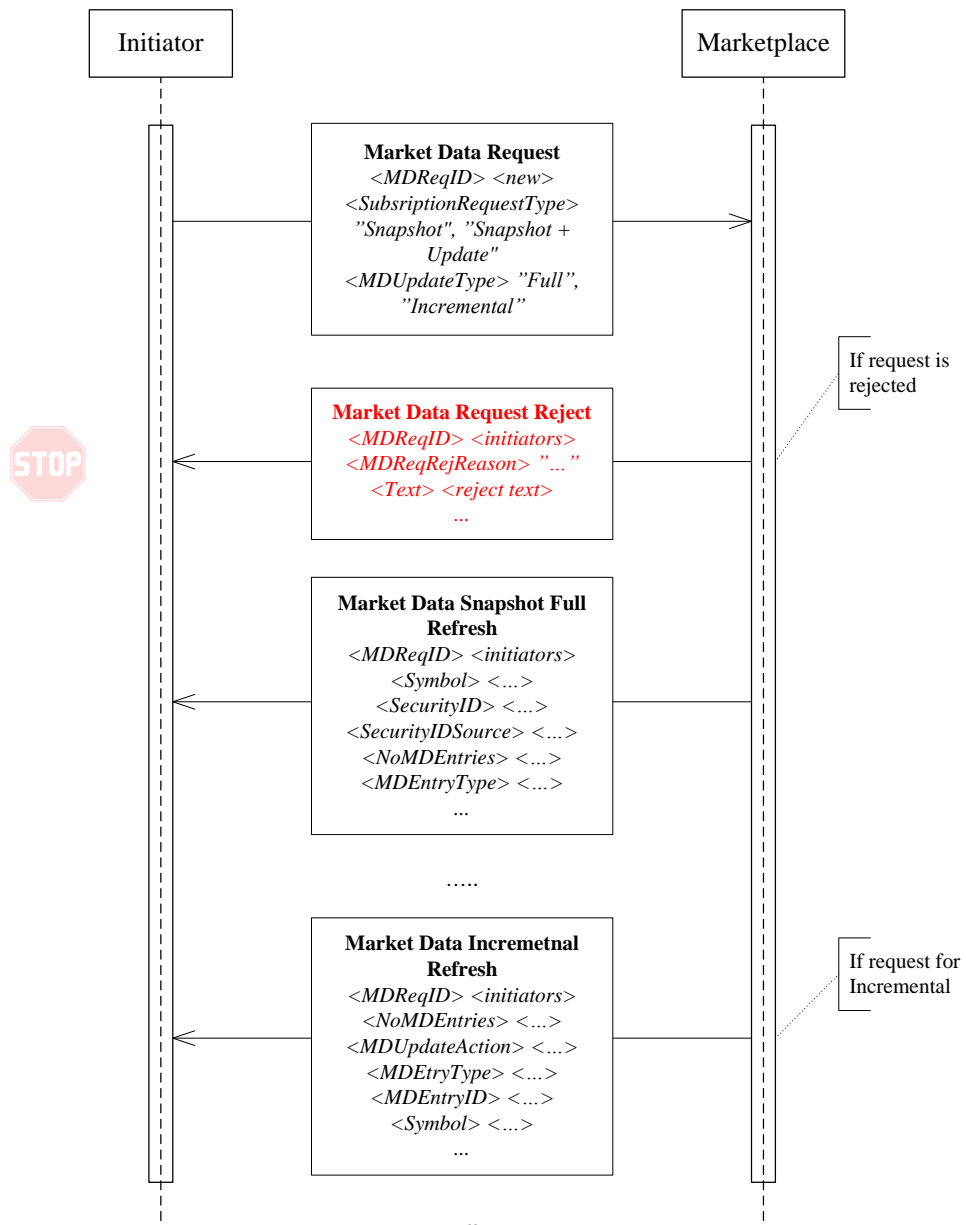 Initiator
Marketplace
Market Data Request
<MDReqID> <new>
<SubsriptionRequestType>
”Snapshot", ”Snapshot +
Update"
<MDUpdateType> ”Full”,
”Incremental”
If request is
rejected
Market Data Request Reject
<MDReqID> <initiators>
<MDReqRejReason> ”...”
<Text> <reject text>
...
STOP
Market Data Snapshot Full
Refresh
<MDReqID> <initiators>
<Symbol> <...>
<SecurityID> <...>
<SecurityIDSource> <...>
<NoMDEntries> <...>
<MDEntryType> <...>
...
…..
Market Data Incremetnal
Refresh
<MDReqID> <initiators>
<NoMDEntries> <...>
<MDUpdateAction> <...>
<MDEtryType> <...>
<MDEntryID> <...>
<Symbol> <...>
...
If request for
Incremental